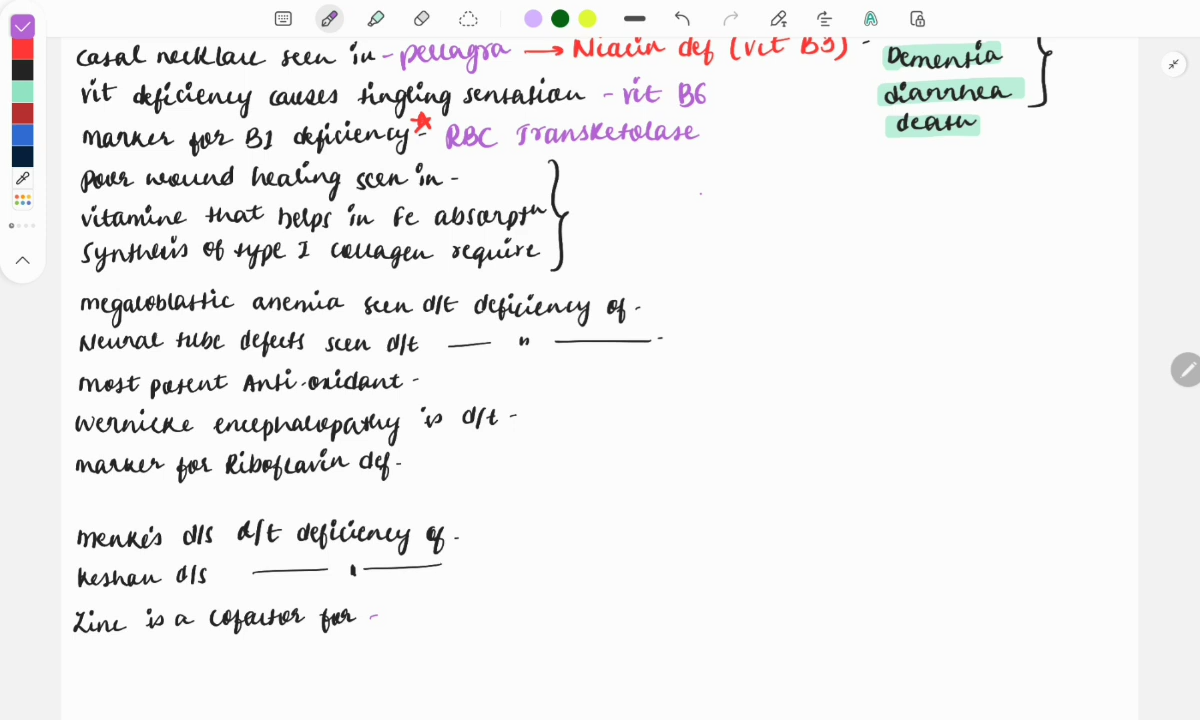 Casal necklace seen in - pellagra → Niacin def (vit B3) - Dementia
vit deficiency causes tingling sensation - vit B6 diarrhea
marker for B1 deficiency - RBC Transketolase death
poor wound healing seen in -
vitamine that helps in Fe absorptn
synthesis of type I collagen require
megaloblastic anemia seen d/t deficiency of -
Neural tube defects seen d/t — " — -
most potent Anti-oxidant -
Wernicke encephalopathy is d/t -
marker for Riboflavin def -
Menke's d/s d/t deficiency of -
Keshan d/s — " —
Zinc is a cofactor for -